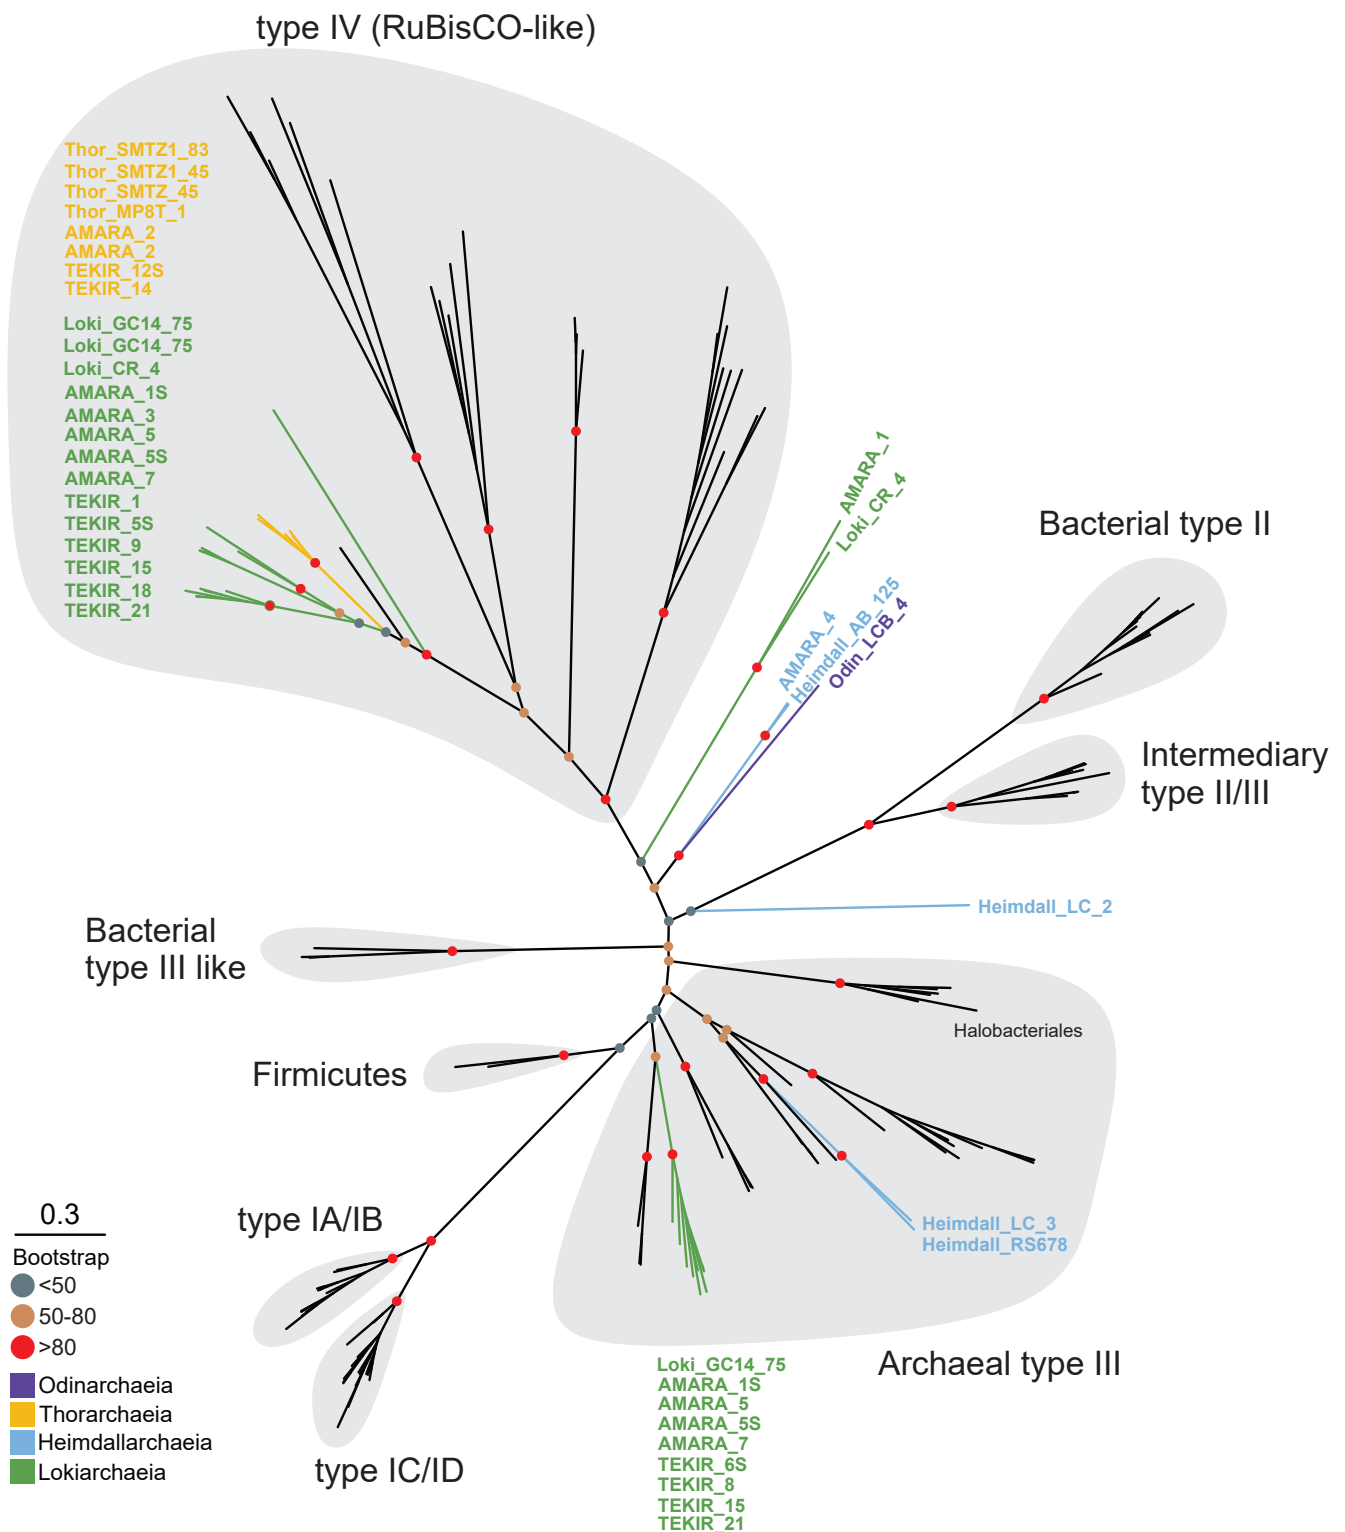 type IV (RuBisCO-like)
Thor_SMTZ1_83
Thor_SMTZ1_45
Thor_SMTZ_45
Thor_MP8T_1
AMARA_2
AMARA_2
TEKIR_12S
TEKIR_14
Loki_GC14_75
Loki_GC14_75
Loki_CR_4
AMARA_1S
AMARA_3
AMARA_5
AMARA_5S
AMARA_7
TEKIR_1
TEKIR_5S
TEKIR_9
TEKIR_15
TEKIR_18
TEKIR_21
AMARA_1
Loki_CR_4
AMARA_4
Heimdall_AB_125
Odin_LCB_4
Bacterial type II
Intermediary
type II/III
Heimdall_LC_2
Bacterial
type III like
Halobacteriales
Firmicutes
type IA/IB
Heimdall_LC_3
Heimdall_RS678
Archaeal type III
Loki_GC14_75
AMARA_1S
AMARA_5
AMARA_5S
AMARA_7
TEKIR_6S
TEKIR_8
TEKIR_15
TEKIR_21
type IC/ID
0.3
Bootstrap
<50
50-80
>80
Odinarchaeia
Thorarchaeia
Heimdallarchaeia
Lokiarchaeia